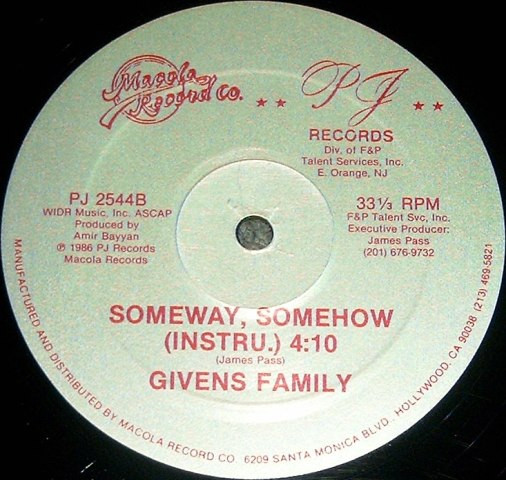 Macola
Record Co.
★ ★
PJ
★ ★
RECORDS
Div. of F&P
Talent Services, Inc.
E. Orange, NJ
PJ 2544B
WIDR Music, Inc. ASCAP
Produced by
Amir Bayyan
℗ 1986 PJ Records
Macola Records
33⅓ RPM
F&P Talent Svc, Inc.
Executive Producer:
James Pass
(201) 676-9732
SOMEWAY, SOMEHOW
(INSTRU.) 4:10
(James Pass)
GIVENS FAMILY
MANUFACTURED AND DISTRIBUTED BY MACOLA RECORD CO. 6209 SANTA MONICA BLVD., HOLLYWOOD, CA 90038 (213) 469-5821